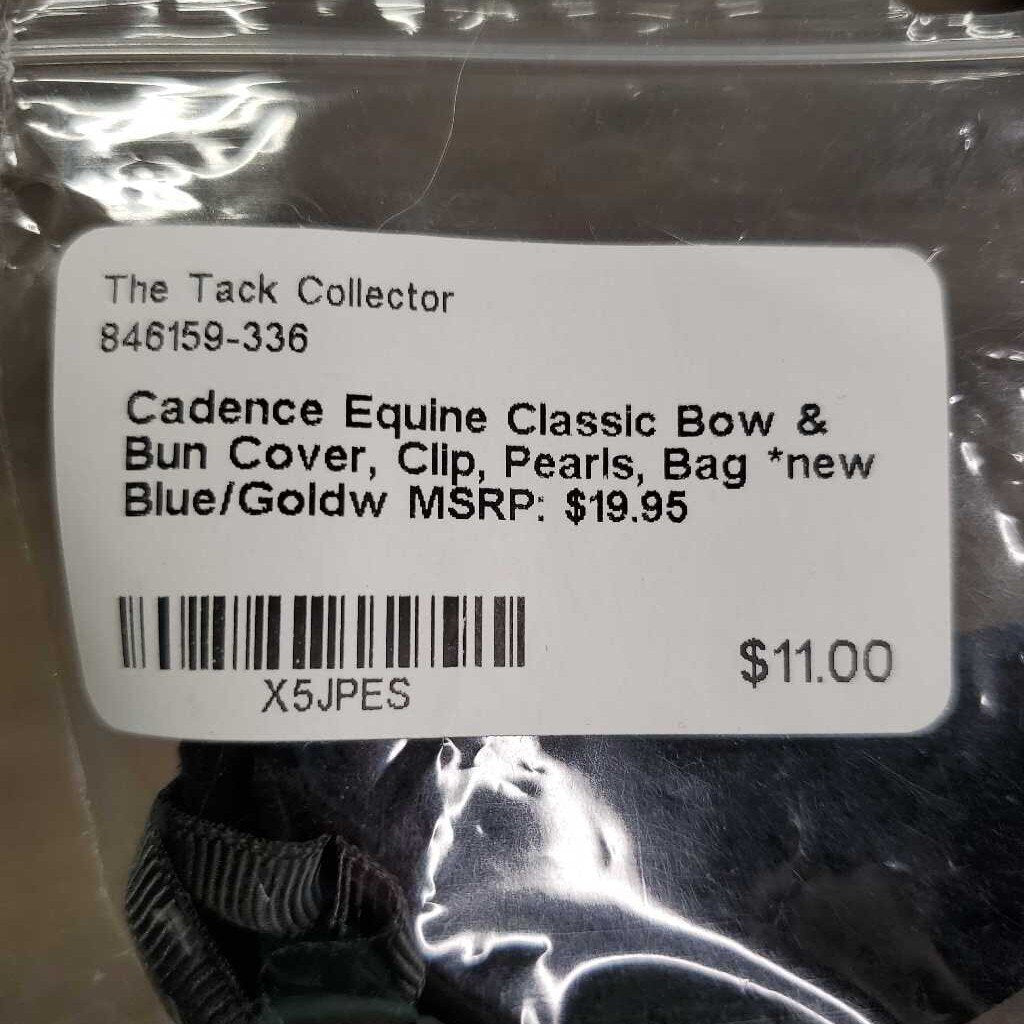 The Tack Collector
846159-336
Cadence Equine Classic Bow &
Bun Cover, Clip, Pearls, Bag *new
Blue/Goldw MSRP: $19.95
X5JPES
$11.00